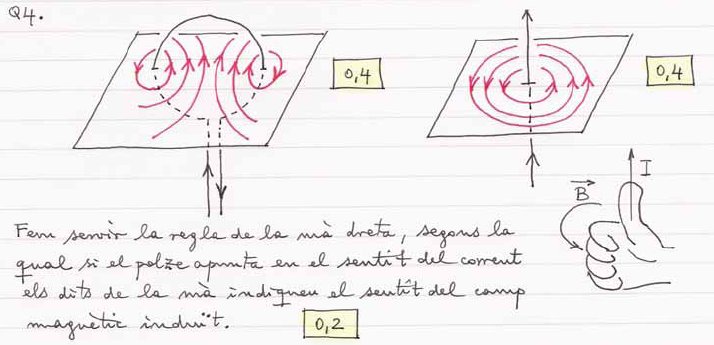 Q4.
0,4
0,4
I
B
Fem servir la regla de la mà dreta, segons la
qual si el polze apunta en el sentit del corrent
els dits de la mà indiquen el sentit del camp
magnètic induït.
0,2